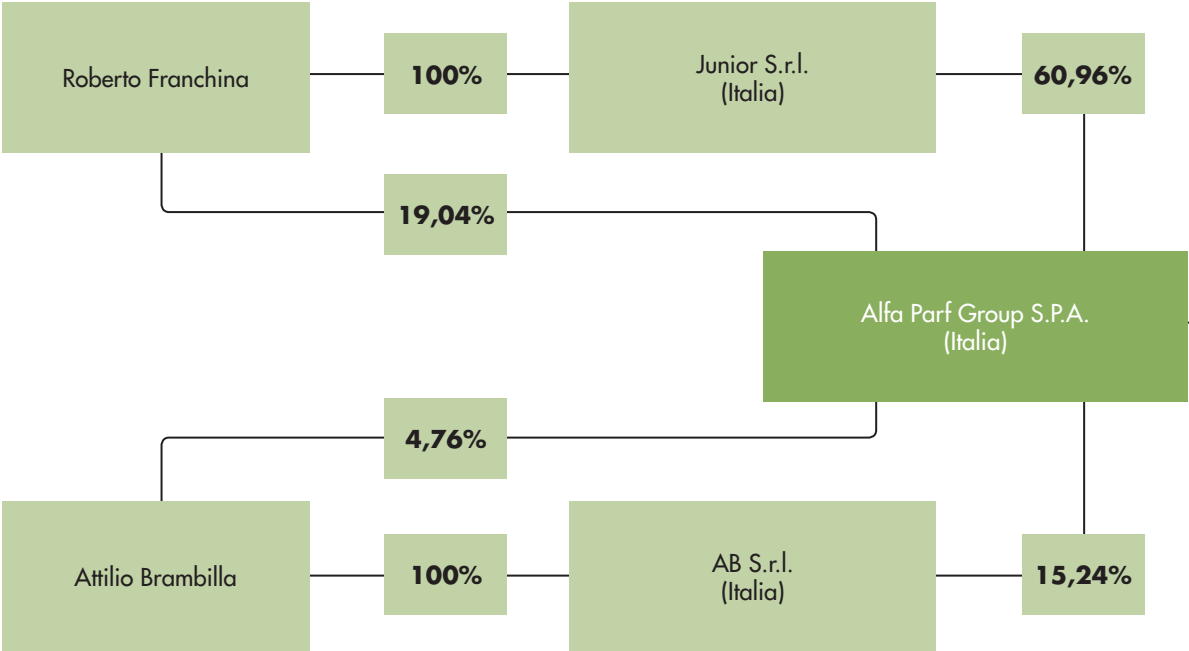 Roberto Franchina
100%
Junior S.r.l.
(Italia)
60,96%
19,04%
Alfa Parf Group S.P.A.
(Italia)
4,76%
Attilio Brambilla
100%
AB S.r.l.
(Italia)
15,24%